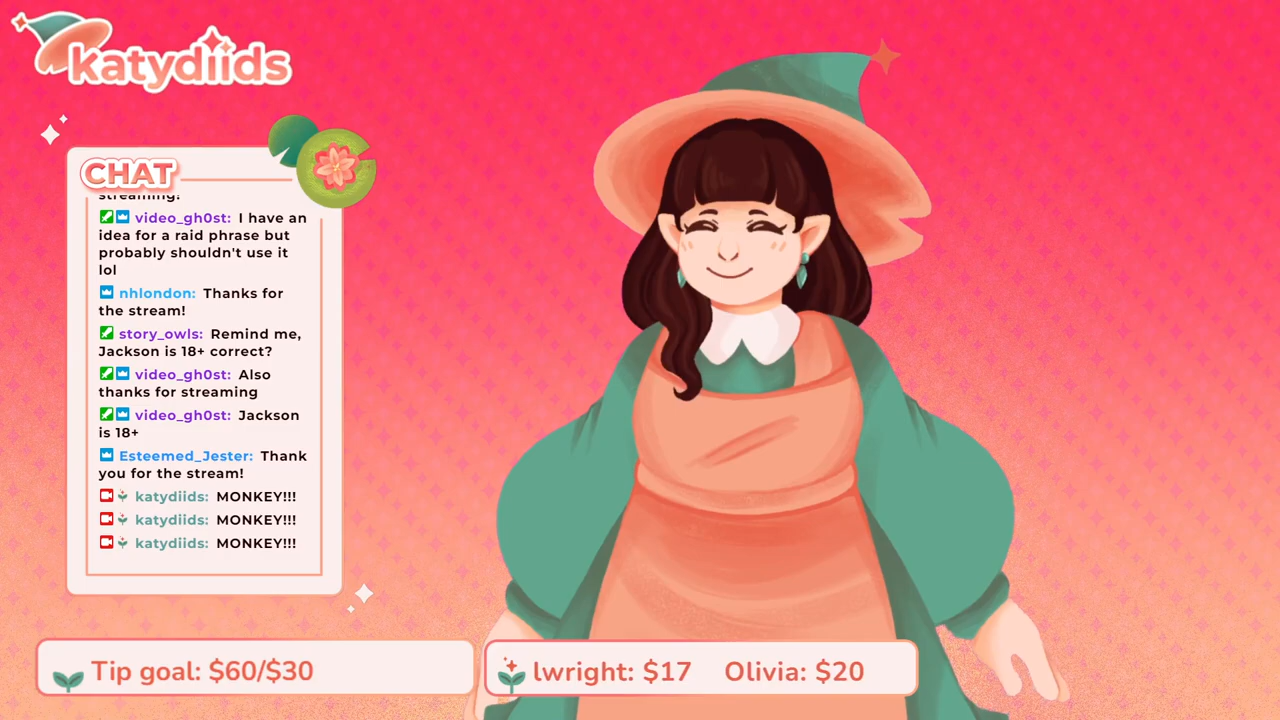 katydiids
CHAT
streaming!
video_gh0st: I have an
idea for a raid phrase but
probably shouldn't use it
lol
nhlondon: Thanks for
the stream!
story_owls: Remind me,
Jackson is 18+ correct?
video_gh0st: Also
thanks for streaming
video_gh0st: Jackson
is 18+
Esteemed_Jester: Thank
you for the stream!
katydiids: MONKEY!!!
katydiids: MONKEY!!!
katydiids: MONKEY!!!
Tip goal: $60/$30
lwright: $17 Olivia: $20